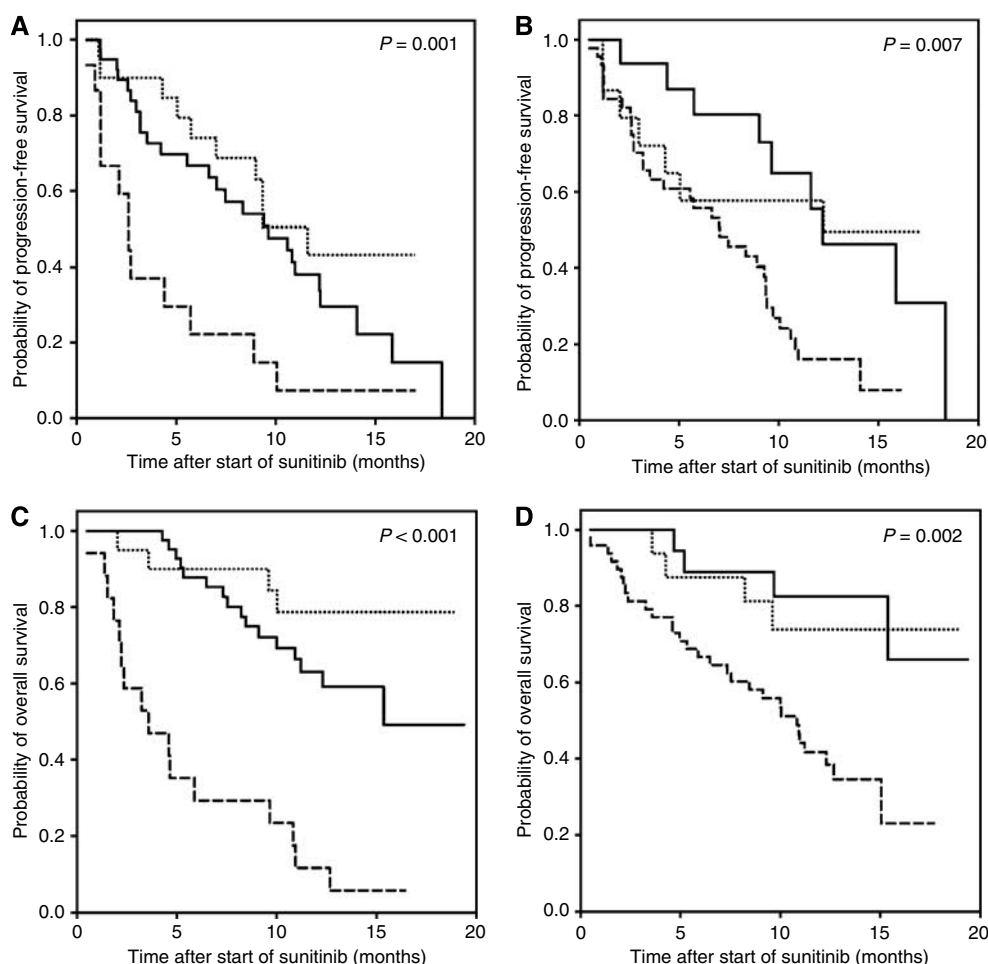 A
P = 0.001
Probability of progression-free survival
1.0
0.8
0.6
0.4
0.2
0.0
0 5 10 15 20
Time after start of sunitinib (months)
B
P = 0.007
Probability of progression-free survival
1.0
0.8
0.6
0.4
0.2
0.0
0 5 10 15 20
Time after start of sunitinib (months)
C
P < 0.001
Probability of overall survival
1.0
0.8
0.6
0.4
0.2
0.0
0 5 10 15 20
Time after start of sunitinib (months)
D
P = 0.002
Probability of overall survival
1.0
0.8
0.6
0.4
0.2
0.0
0 5 10 15 20
Time after start of sunitinib (months)